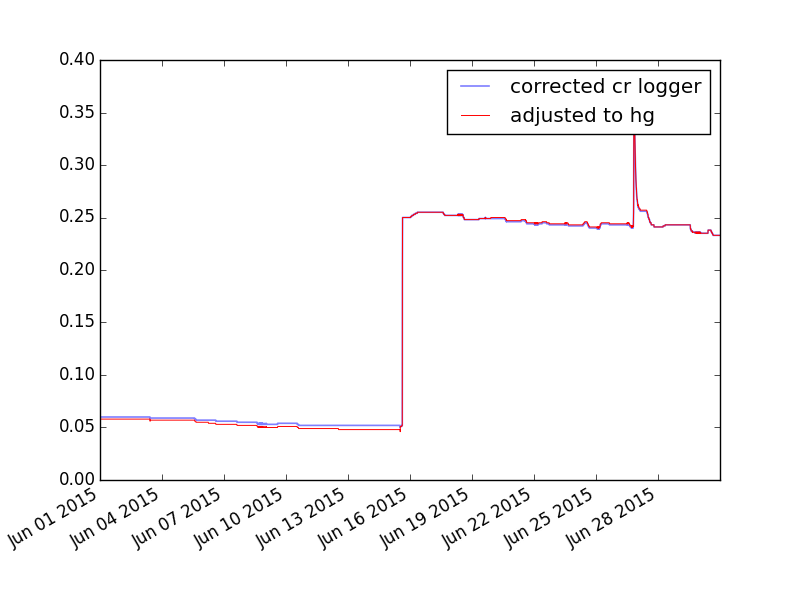 0.40
0.35
0.30
0.25
0.20
0.15
0.10
0.05
0.00
corrected cr logger
adjusted to hg
Jun 01 2015
Jun 04 2015
Jun 07 2015
Jun 10 2015
Jun 13 2015
Jun 16 2015
Jun 19 2015
Jun 22 2015
Jun 25 2015
Jun 28 2015